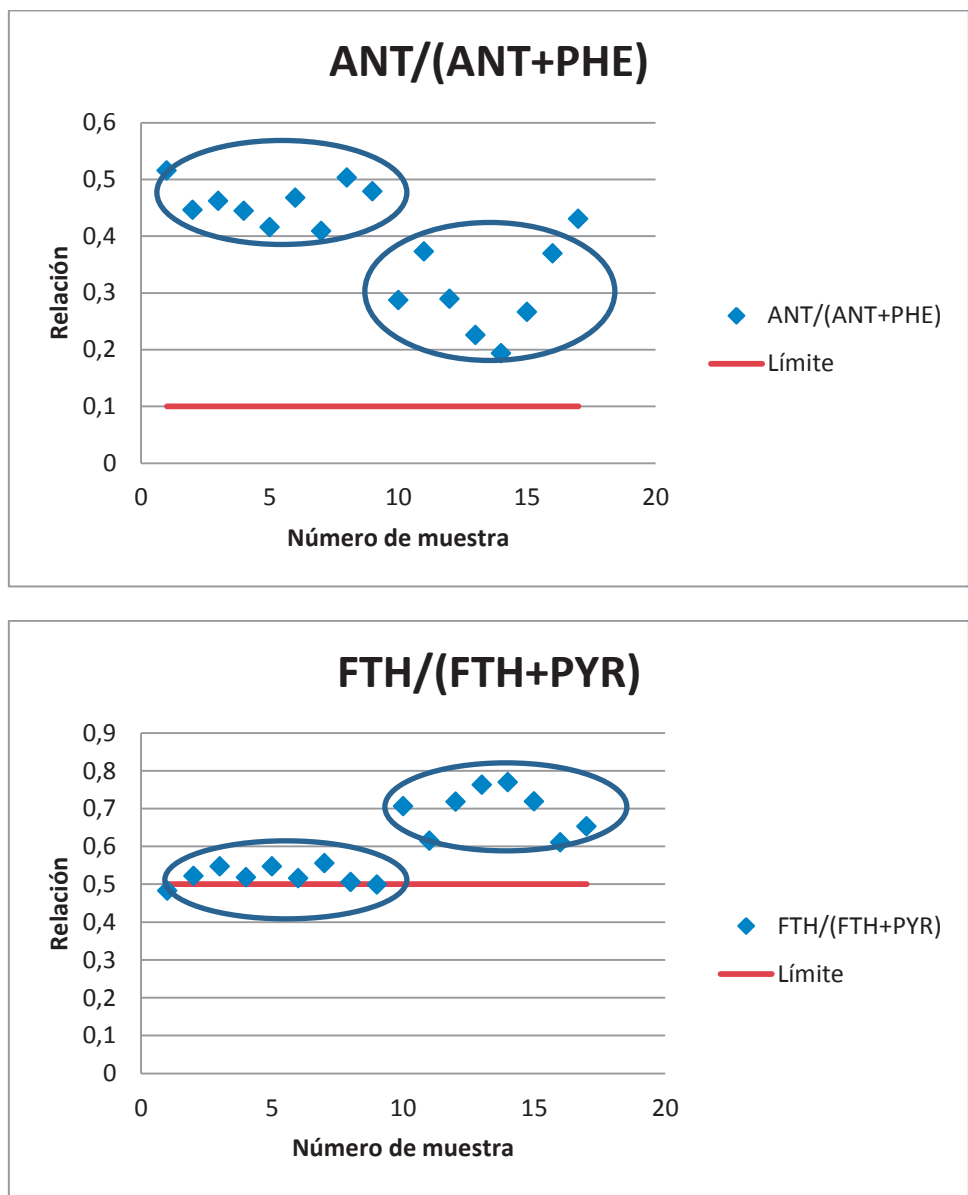 ANT/(ANT+PHE)
0,6
0,5
0,4
0,3
0,2
0,1
0
Relación
0 5 10 15 20
Número de muestra
ANT/(ANT+PHE)
Límite
FTH/(FTH+PYR)
0,9
0,8
0,7
0,6
0,5
0,4
0,3
0,2
0,1
0
Relación
0 5 10 15 20
Número de muestra
FTH/(FTH+PYR)
Límite